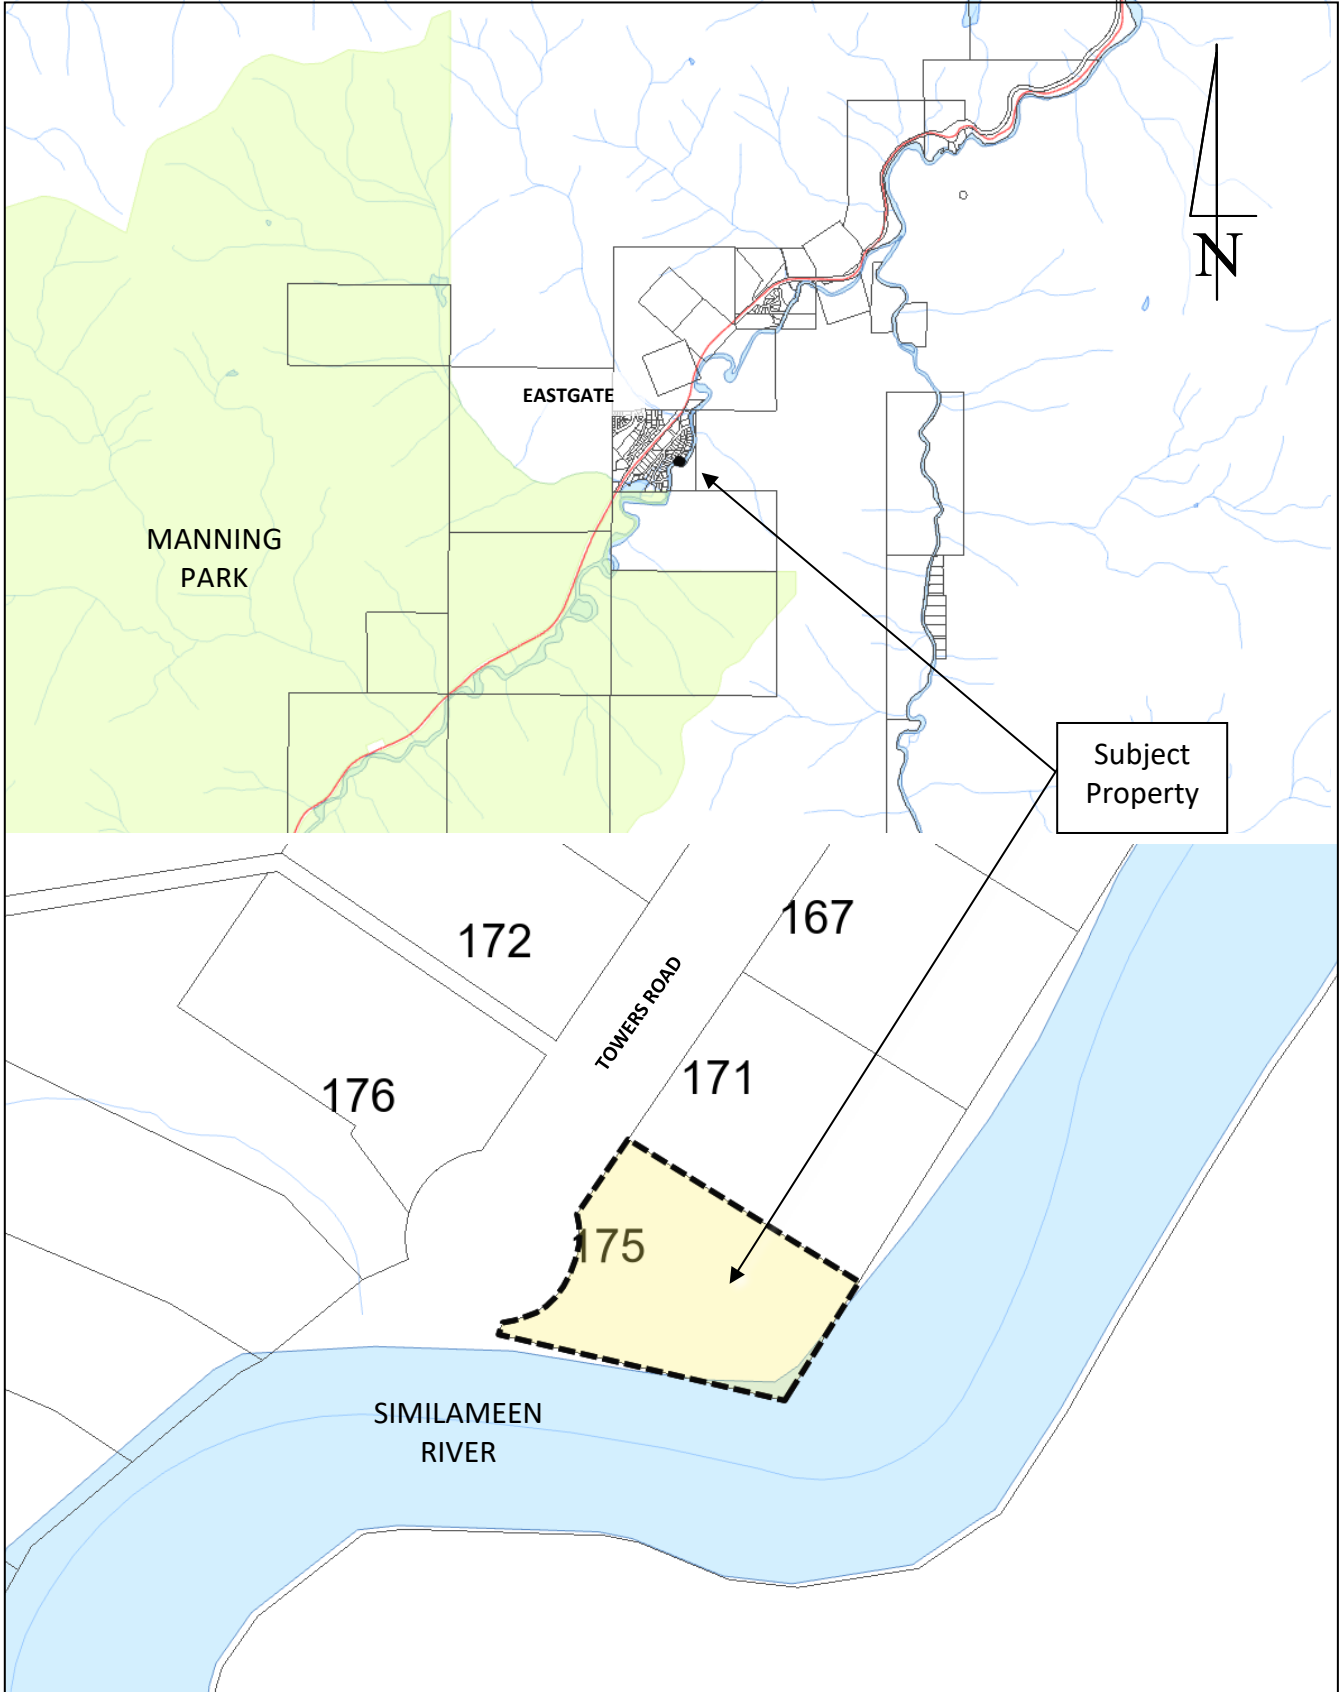 N
EASTGATE
MANNING
PARK
Subject
Property
167
172
TOWERS ROAD
171
176
175
SIMILAMEEN
RIVER